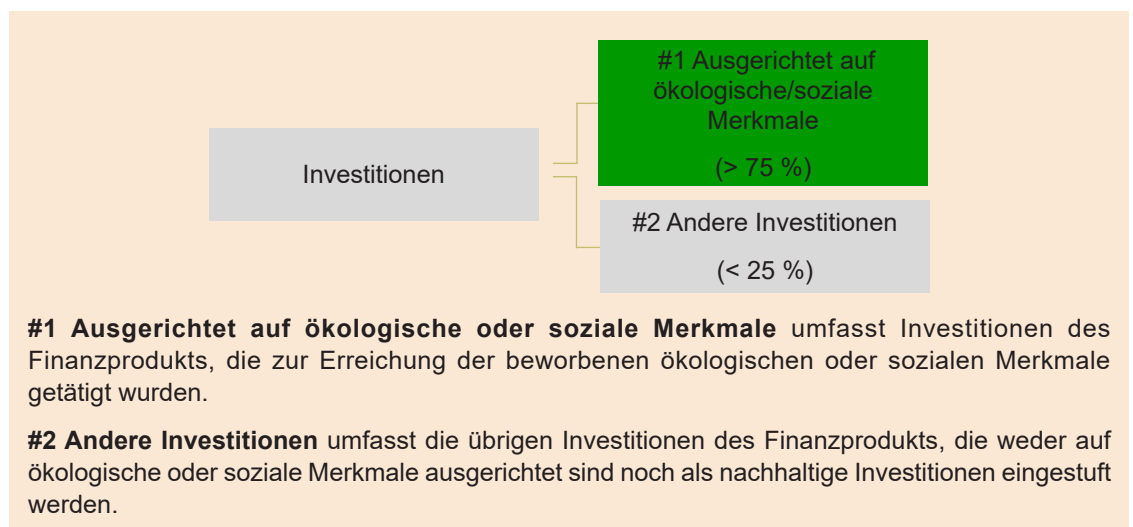 #1 Ausgerichtet auf
ökologische/soziale
Merkmale
(> 75 %)
Investitionen
#2 Andere Investitionen
(< 25 %)
#1 Ausgerichtet auf ökologische oder soziale Merkmale umfasst Investitionen des
Finanzprodukts, die zur Erreichung der beworbenen ökologischen oder sozialen Merkmale
getätigt wurden.
#2 Andere Investitionen umfasst die übrigen Investitionen des Finanzprodukts, die weder auf
ökologische oder soziale Merkmale ausgerichtet sind noch als nachhaltige Investitionen eingestuft
werden.